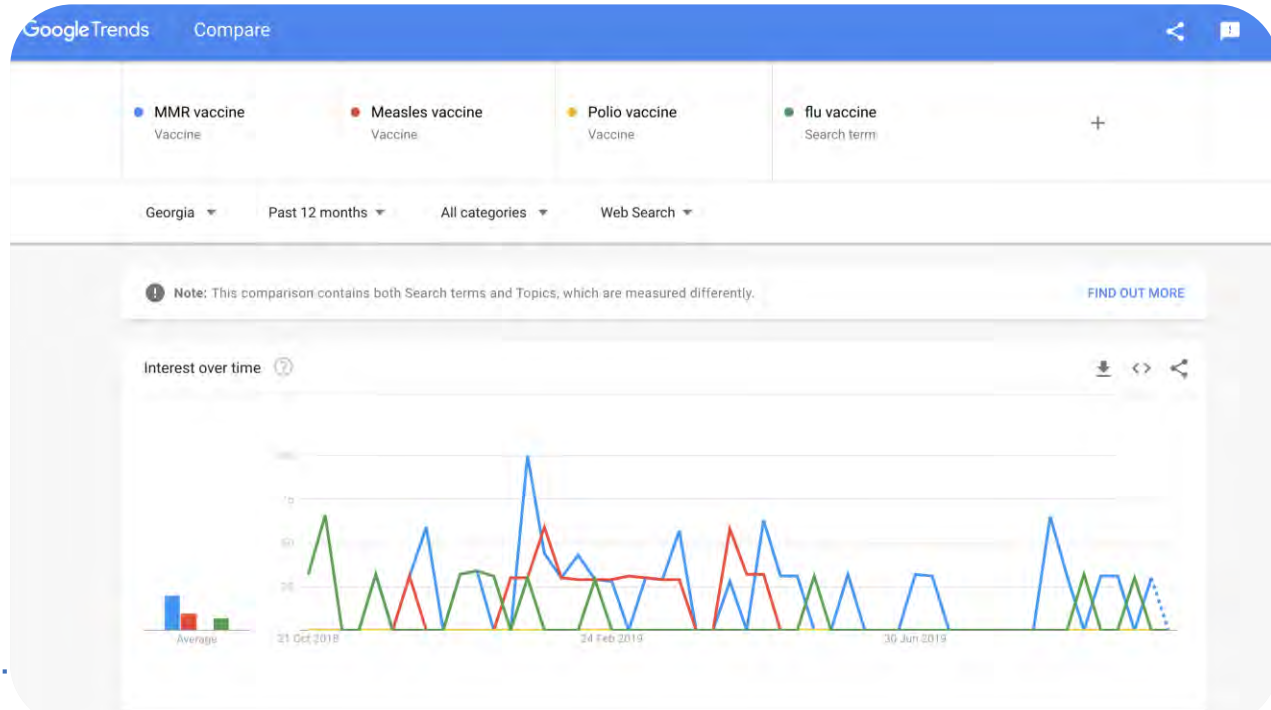 Google Trends Compare
MMR vaccine Measles vaccine Polio vaccine flu vaccine
Vaccine Vaccine Vaccine Search term
+
Georgia Past 12 months All categories Web Search
Note: This comparison contains both Search terms and Topics, which are measured differently. FIND OUT MORE
Interest over time
75
50
25
Average 21 Oct 2018 24 Feb 2019 30 Jun 2019